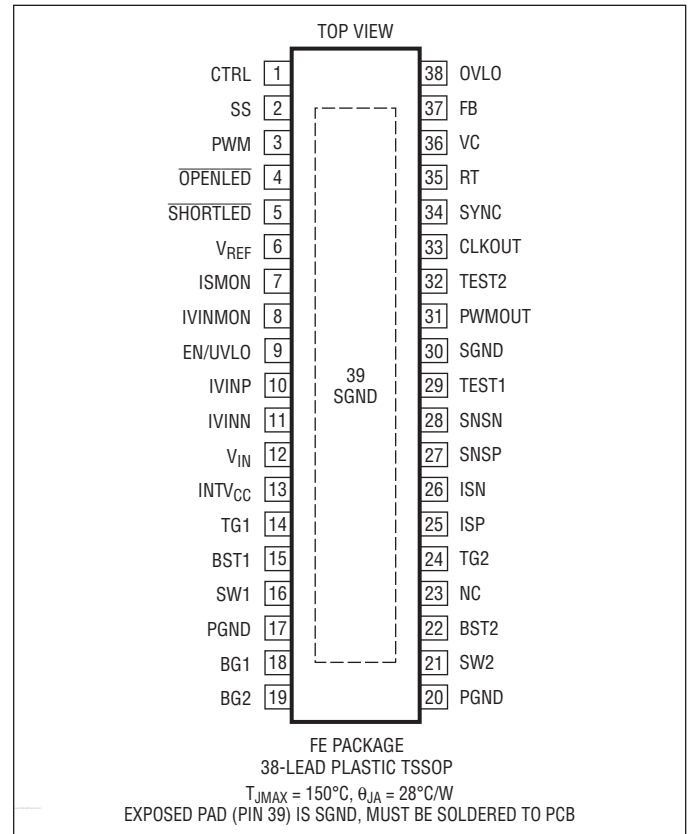 TOP VIEW
CTRL 1 38 OVLO
SS 2 37 FB
PWM 3 36 VC
OPENLED 4 35 RT
SHORTLED 5 34 SYNC
VREF 6 33 CLKOUT
ISMON 7 32 TEST2
IVINMON 8 31 PWMOUT
EN/UVLO 9 30 SGND
IVINP 10 29 TEST1
39
SGND
IVINN 11 28 SNSN
VIN 12 27 SNSP
INTVCC 13 26 ISN
TG1 14 25 ISP
BST1 15 24 TG2
SW1 16 23 NC
PGND 17 22 BST2
BG1 18 21 SW2
BG2 19 20 PGND
FE PACKAGE
38-LEAD PLASTIC TSSOP
TJMAX = 150°C, θJA = 28°C/W
EXPOSED PAD (PIN 39) IS SGND, MUST BE SOLDERED TO PCB